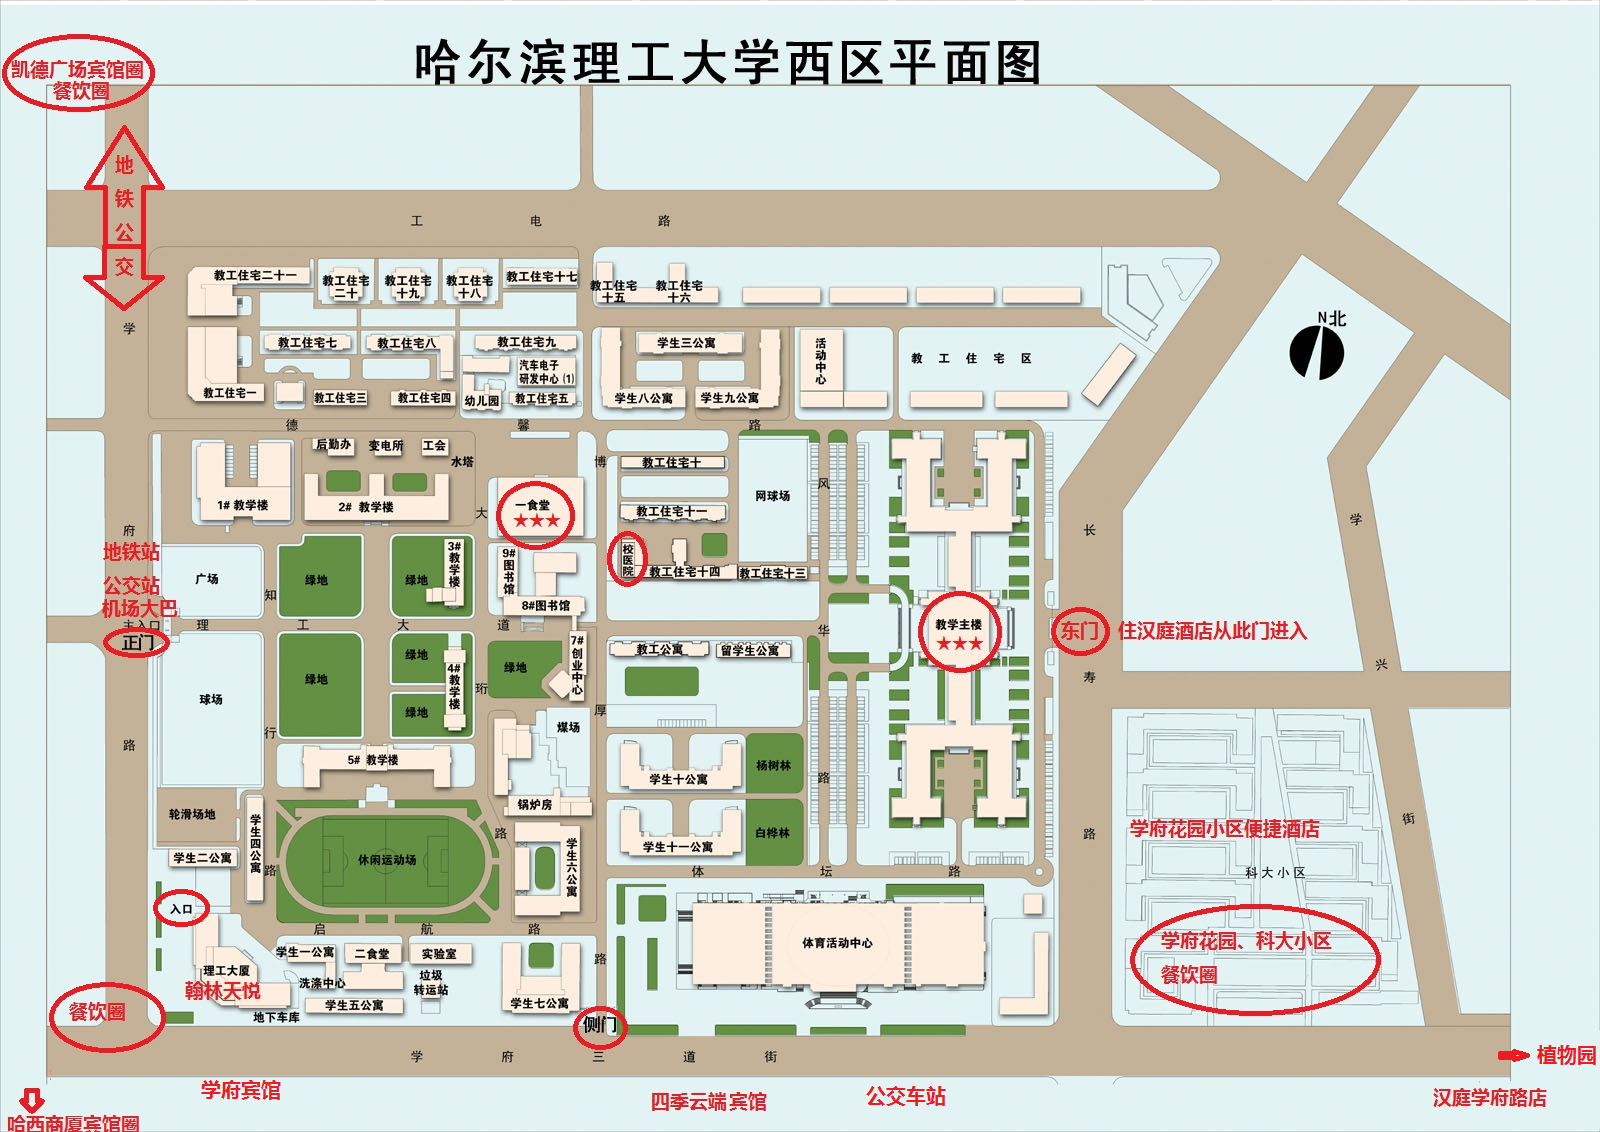 哈尔滨理工大学西区平面图
凯德广场宾馆圈
餐饮圈
地
铁
公
交
工 电 路
N北
教工住宅二十一
教工住宅
二十
教工住宅
十九
教工住宅
十八
教工住宅十七
教工住宅
十五
教工住宅
十六
学
教工住宅七
教工住宅八
教工住宅九
学生三公寓
活动中心
教 工 住 宅 区
汽车电子
研发中心 (1)
教工住宅一
教工住宅三
教工住宅四
幼儿园
教工住宅五
学生八公寓
学生九公寓
德 馨 路
后勤办
变电所
工会
水塔
博
教工住宅十
网球场
风
1# 教学楼
2# 教学楼
大
一食堂
★★★
教工住宅十一
学
府
长
地铁站
公交站
机场大巴
主入口
正门
广场
知
绿地
绿地
3#教学楼
9#图书馆
校医院
教工住宅十四
教工住宅十三
8#图书馆
理 工 大 道
华
教学主楼
★★★
东门
住汉庭酒店从此门进入
球场
绿地
绿地
绿地
4#教学楼
绿地
7#创业中心
教工公寓
留学生公寓
兴
寿
珩
厚
行
路
煤场
5# 教学楼
学生十公寓
杨树林
路
轮滑场地
学生四公寓
锅炉房
路
学生十一公寓
白桦林
路
学府花园小区便捷酒店
街
学生二公寓
路
休闲运动场
学生六公寓
体 坛 路
科大小区
入口
启 航 路
学生一公寓
二食堂
实验室
路
体育活动中心
学府花园、科大小区
餐饮圈
理工大厦
翰林天悦
洗涤中心
垃圾
转运站
学生五公寓
学生七公寓
地下车库
餐饮圈
侧门
学 府 三 道 街
植物园
学府宾馆
四季云端宾馆
公交车站
汉庭学府路店
哈西商厦宾馆圈